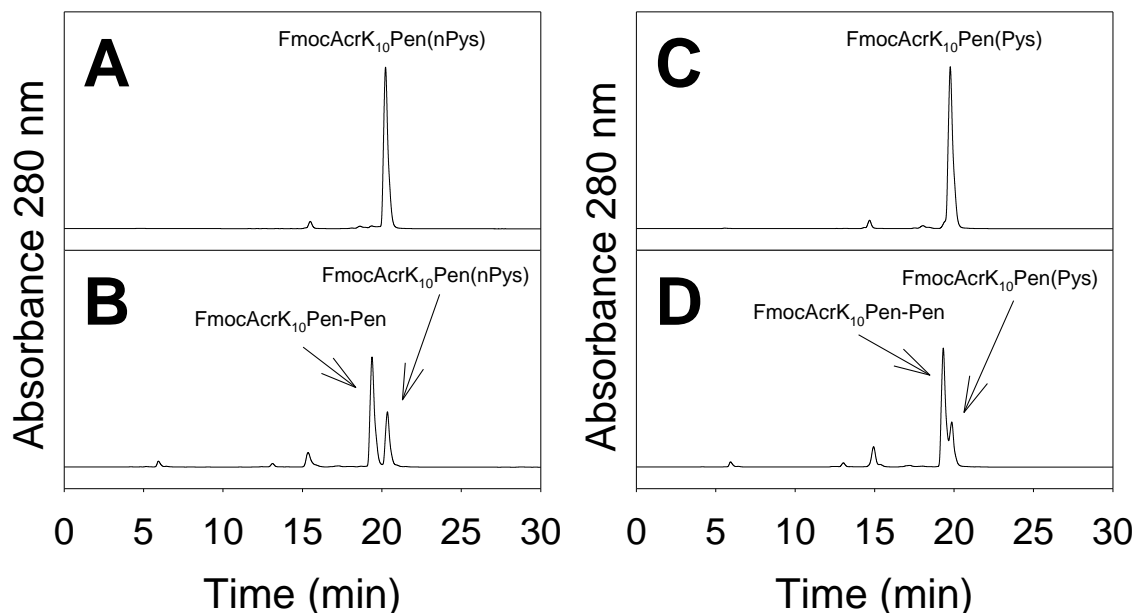 A
FmocAcrK₁₀Pen(nPys)
B
FmocAcrK₁₀Pen(nPys)
FmocAcrK₁₀Pen-Pen
Absorbance 280 nm
0 5 10 15 20 25 30
Time (min)
C
FmocAcrK₁₀Pen(Pys)
D
FmocAcrK₁₀Pen(Pys)
FmocAcrK₁₀Pen-Pen
Absorbance 280 nm
0 5 10 15 20 25 30
Time (min)